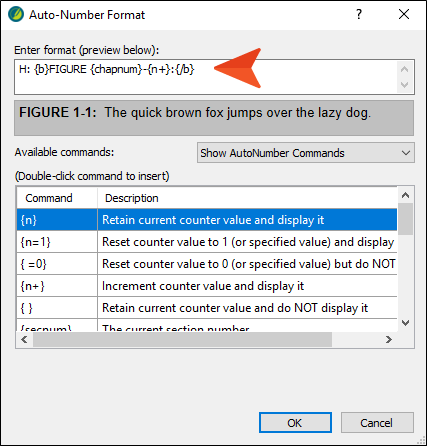 Auto-Number Format
Enter format (preview below):
H: {b}FIGURE {chapnum}-{n+}:{/b}
FIGURE 1-1: The quick brown fox jumps over the lazy dog.
Available commands: Show AutoNumber Commands
(Double-click command to insert)
Command Description
{n} Retain current counter value and display it
{n=1} Reset counter value to 1 (or specified value) and display
{ =0} Reset counter value to 0 (or specified value) but do NOT
{n+} Increment counter value and display it
{ } Retain current counter value and do NOT display it
{secnum} The current section number
OK Cancel